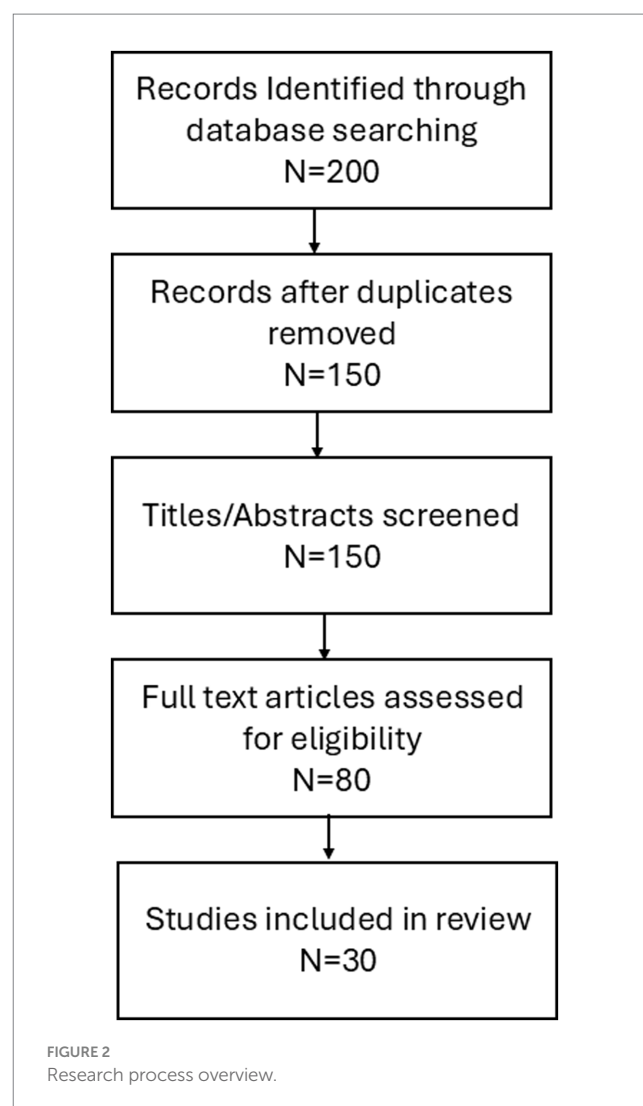 Records Identified through
database searching
N=200
Records after duplicates
removed
N=150
Titles/Abstracts screened
N=150
Full text articles assessed
for eligibility
N=80
Studies included in review
N=30
FIGURE 2
Research process overview.